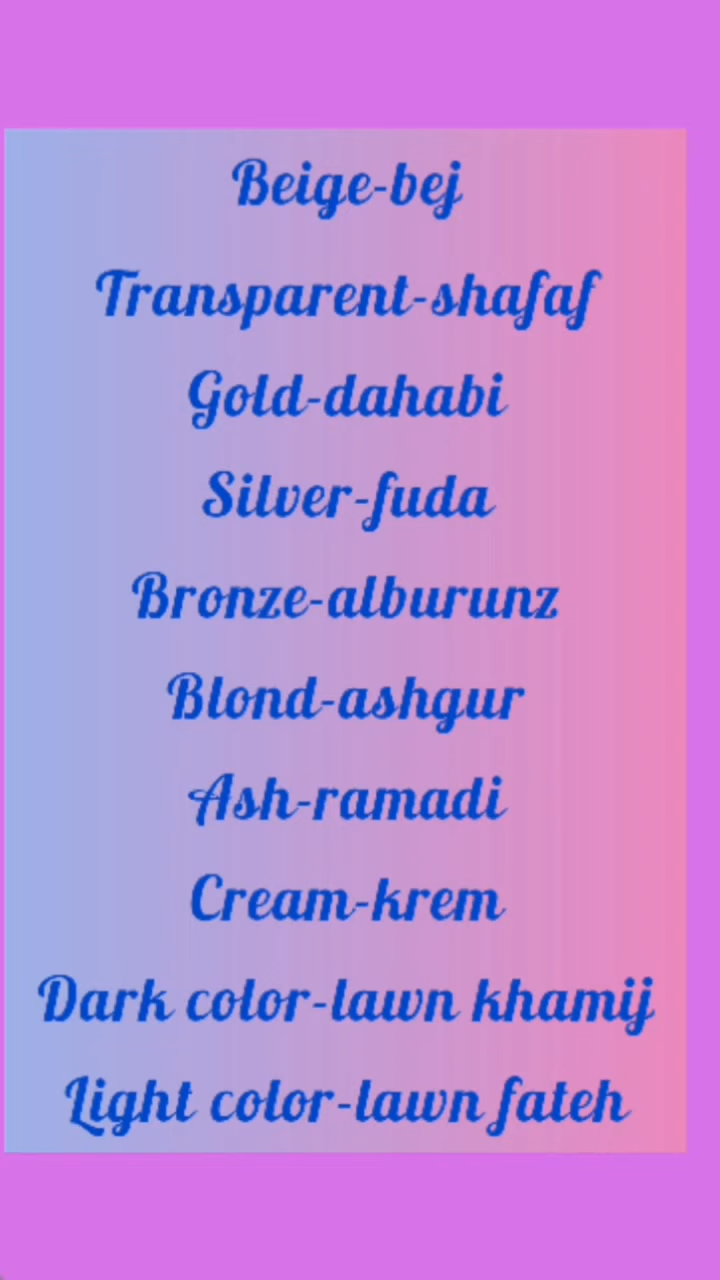 Beige-bej
Transparent-shafaf
Gold-dahabi
Silver-fuda
Bronze-alburunz
Blond-ashgur
Ash-ramadi
Cream-krem
Dark color-lawn khamij
Light color-lawn fateh